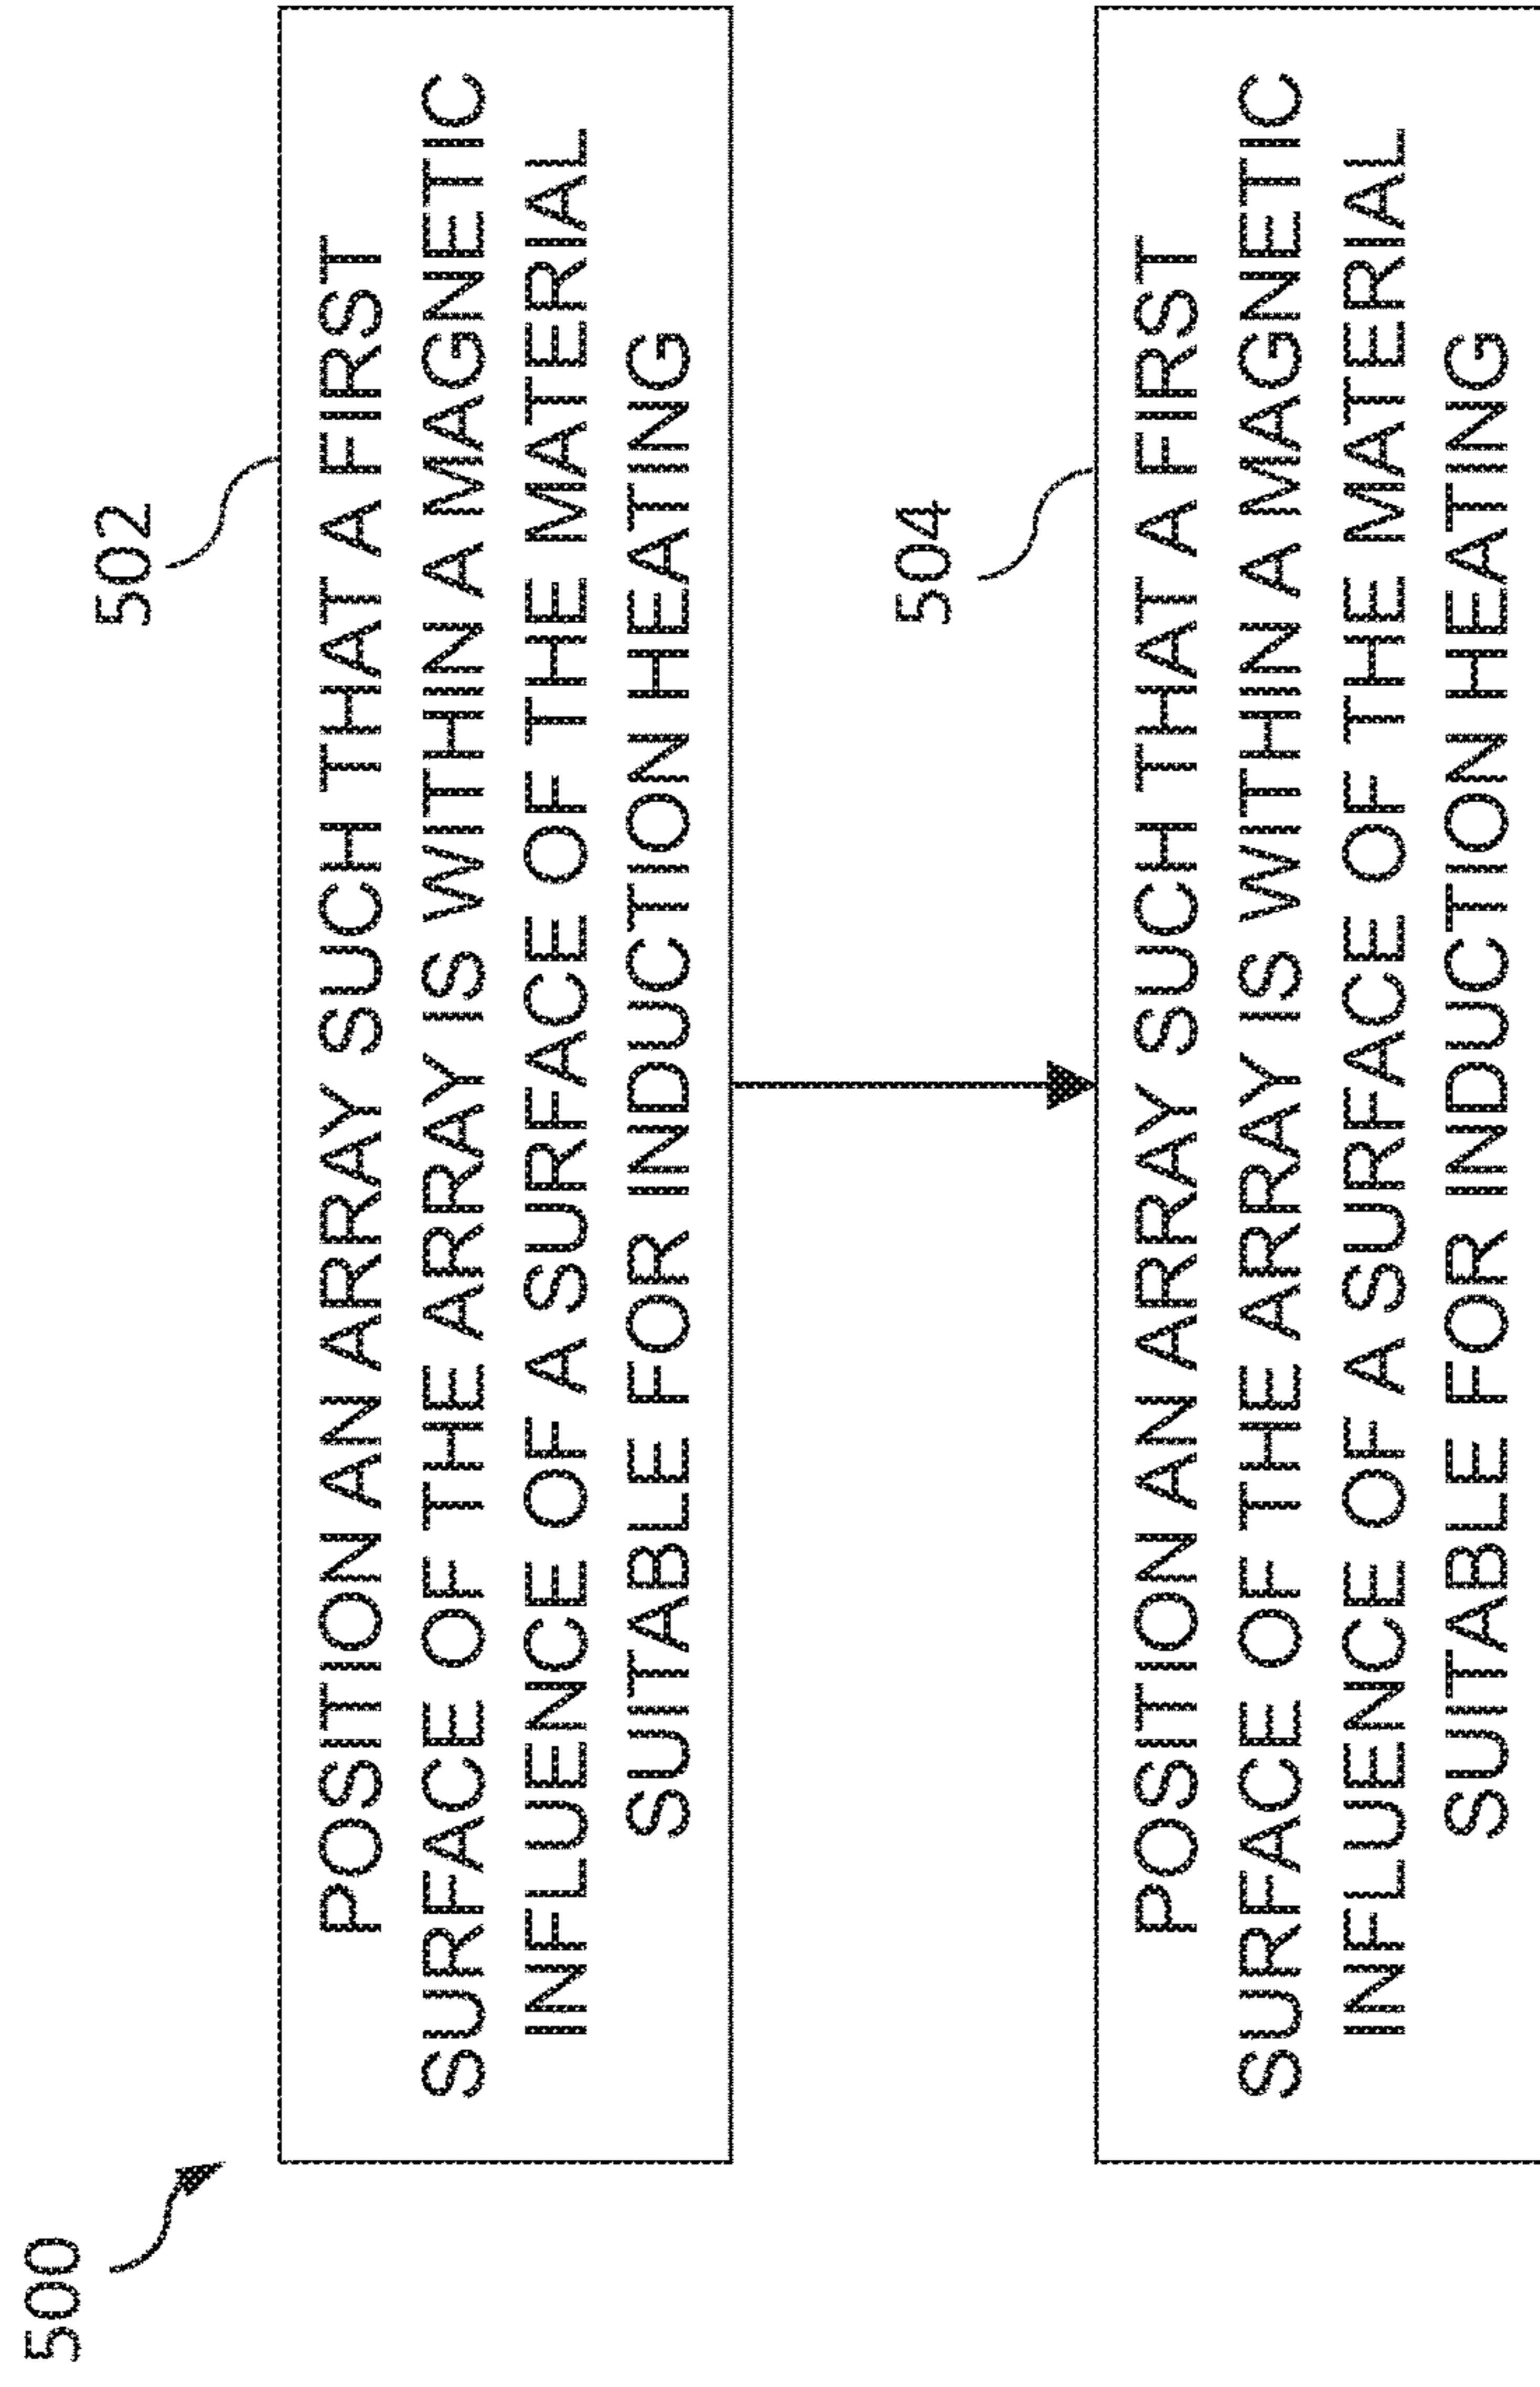 500
502
POSITION AN ARRAY SUCH THAT A FIRST
SURFACE OF THE ARRAY IS WITHIN A MAGNETIC
INFLUENCE OF A SURFACE OF THE MATERIAL
SUITABLE FOR INDUCTION HEATING
504
POSITION AN ARRAY SUCH THAT A FIRST
SURFACE OF THE ARRAY IS WITHIN A MAGNETIC
INFLUENCE OF A SURFACE OF THE MATERIAL
SUITABLE FOR INDUCTION HEATING